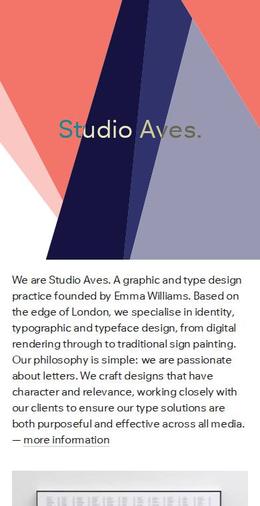 Studio Aves.
We are Studio Aves. A graphic and type design
practice founded by Emma Williams. Based on
the edge of London, we specialise in identity,
typographic and typeface design, from digital
rendering through to traditional sign painting.
Our philosophy is simple: we are passionate
about letters. We craft designs that have
character and relevance, working closely with
our clients to ensure our type solutions are
both purposeful and effective across all media.
— more information